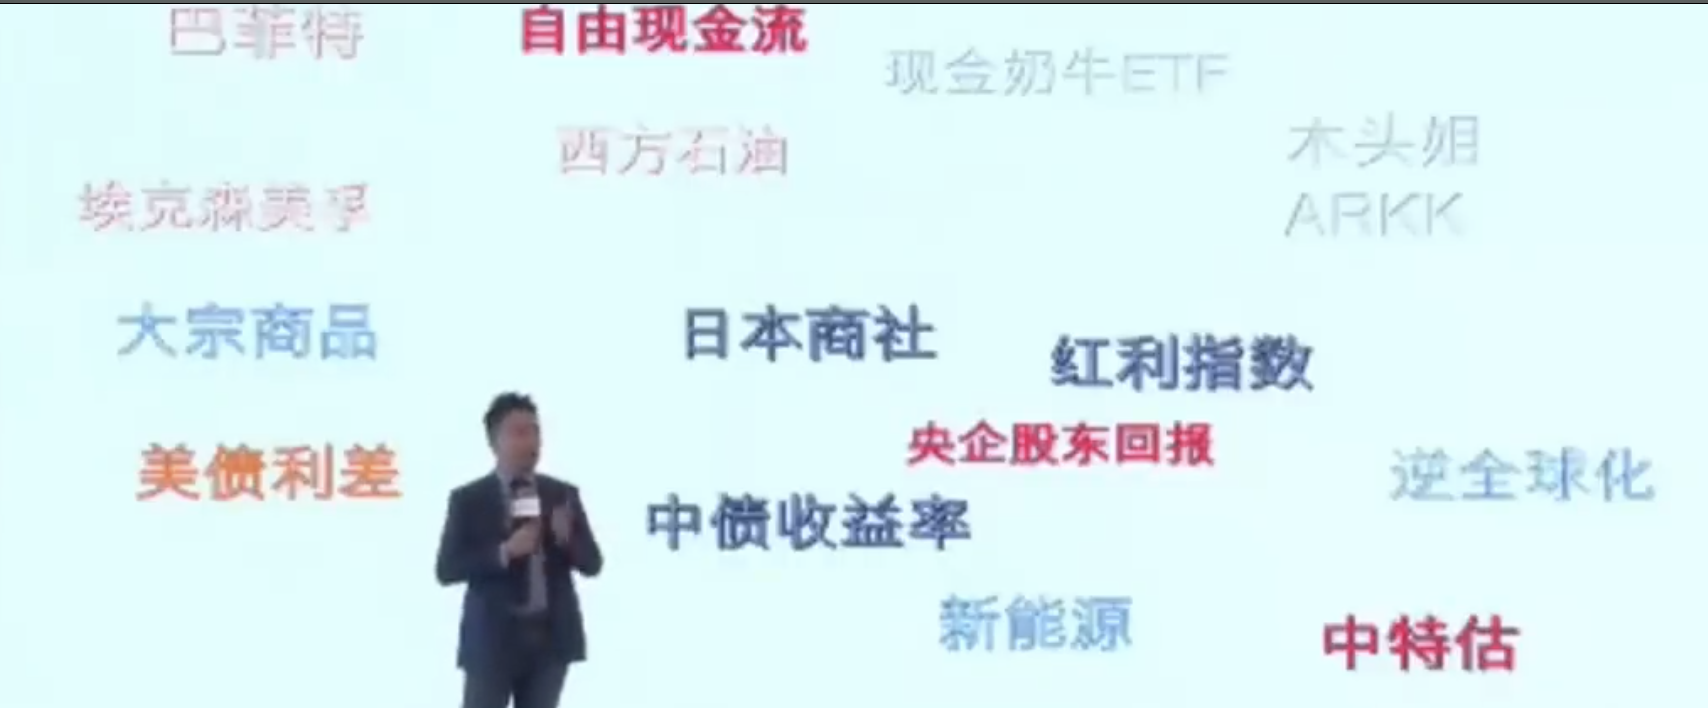 巴菲特
自由现金流
现金奶牛ETF
西方石油
木头姐
ARKK
埃克森美孚
大宗商品
日本商社
红利指数
央企股东回报
美债利差
逆全球化
中债收益率
新能源
中特估